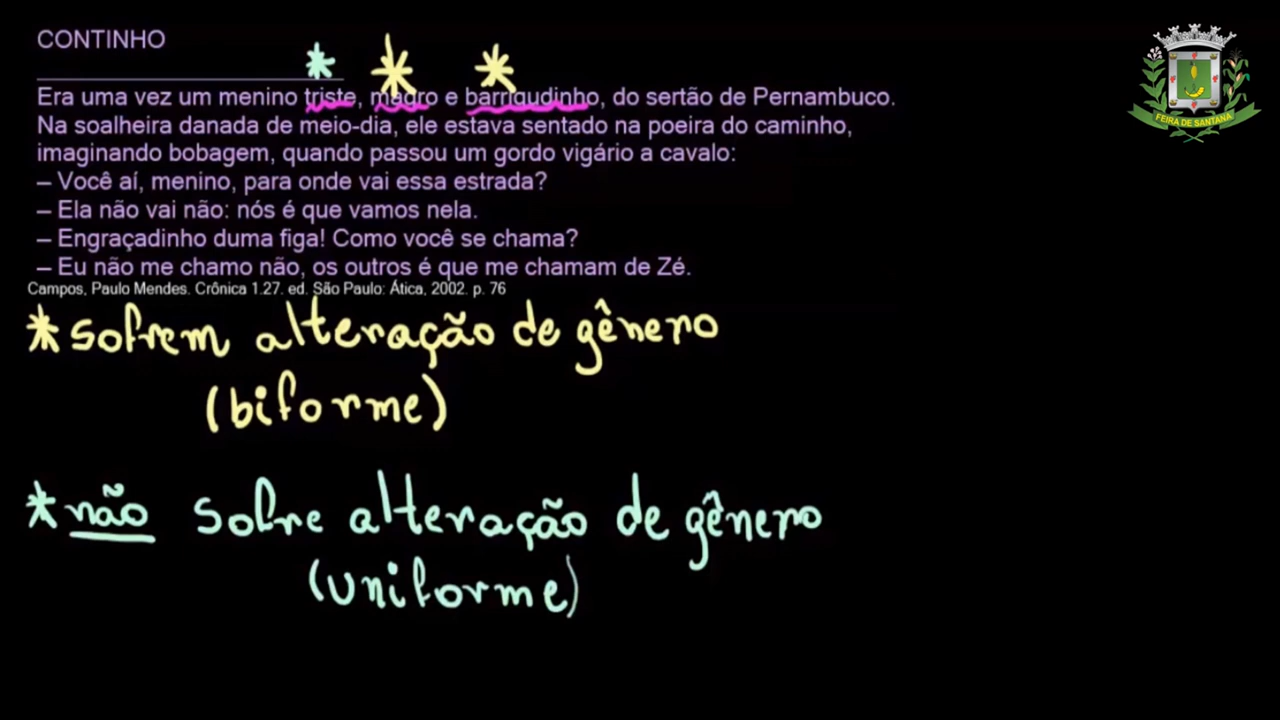 CONTINHO
Era uma vez um menino triste, magro e barrigudinho, do sertão de Pernambuco.
Na soalheira danada de meio-dia, ele estava sentado na poeira do caminho,
imaginando bobagem, quando passou um gordo vigário a cavalo:
– Você aí, menino, para onde vai essa estrada?
– Ela não vai não: nós é que vamos nela.
– Engraçadinho duma figa! Como você se chama?
– Eu não me chamo não, os outros é que me chamam de Zé.
Campos, Paulo Mendes. Crônica 1.27. ed. São Paulo: Ática, 2002. p. 76
* sofrem alteração de gênero
(biforme)
* não sofre alteração de gênero
(uniforme)
FEIRA DE SANTANA